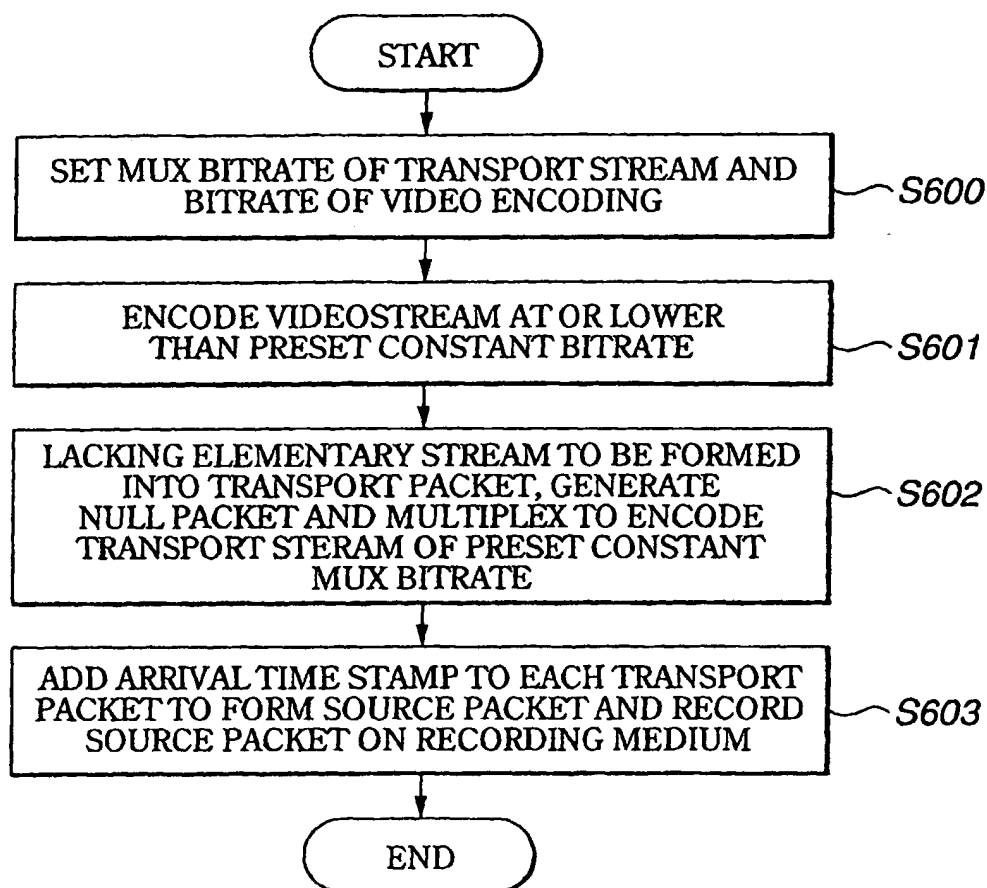 START
SET MUX BITRATE OF TRANSPORT STREAM AND
BITRATE OF VIDEO ENCODING
S600
ENCODE VIDEOSTREAM AT OR LOWER
THAN PRESET CONSTANT BITRATE
S601
LACKING ELEMENTARY STREAM TO BE FORMED
INTO TRANSPORT PACKET, GENERATE
NULL PACKET AND MULTIPLEX TO ENCODE
TRANSPORT STERAM OF PRESET CONSTANT
MUX BITRATE
S602
ADD ARRIVAL TIME STAMP TO EACH TRANSPORT
PACKET TO FORM SOURCE PACKET AND RECORD
SOURCE PACKET ON RECORDING MEDIUM
S603
END